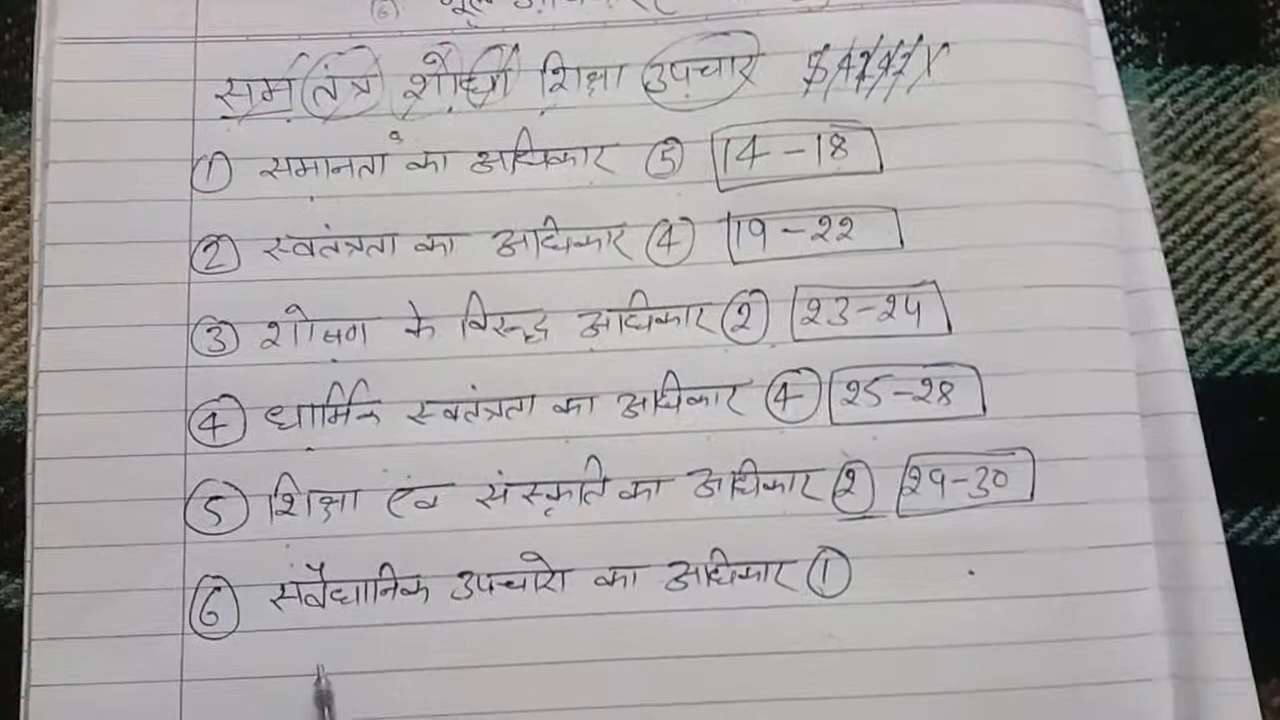 ⑥ मूल
समतंत्र शोर्धा शिक्षा उपचार
① समानता का अधिकार ⑤ 14-18
② स्वतंत्रता का अधिकार ④ 19-22
③ शोषण के विरुद्ध अधिकार ② 23-24
④ धार्मिक स्वतंत्रता का अधिकार ④ 25-28
⑤ शिक्षा एंव संस्कृति का अधिकार ② 29-30
⑥ संवैधानिक उपचारो का अधिकार ①